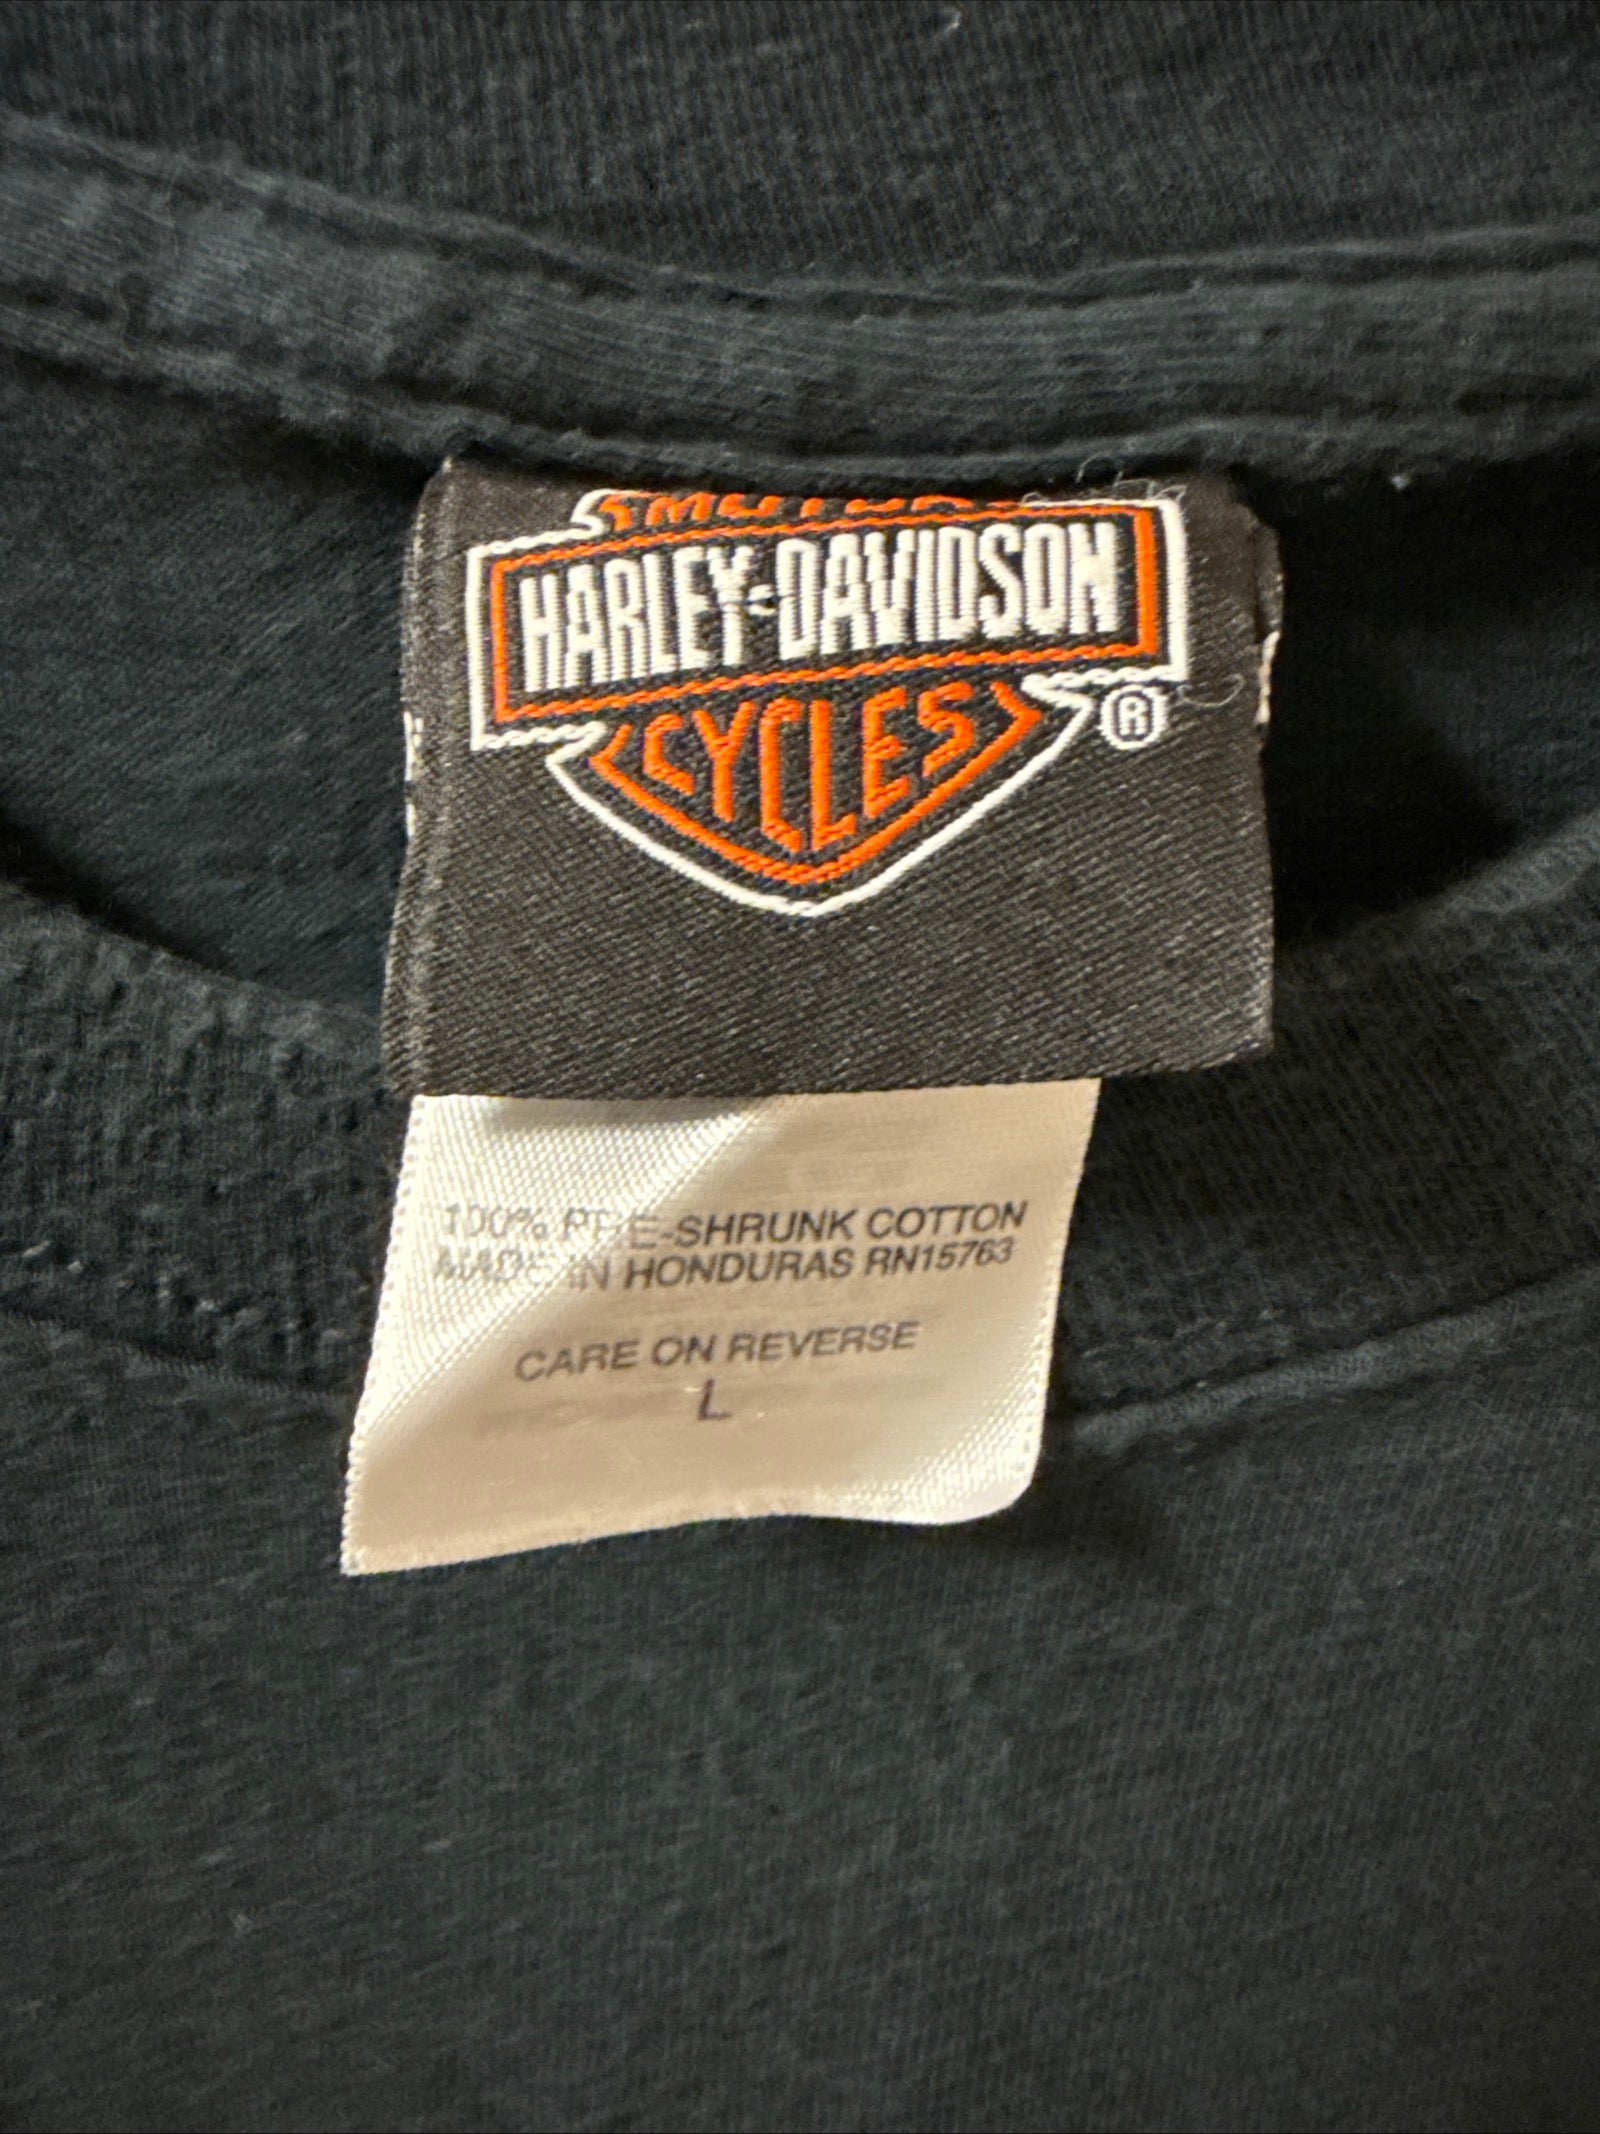 MOTOR
HARLEY-DAVIDSON
CYCLES
®
100% PRE-SHRUNK COTTON
MADE IN HONDURAS RN15763
CARE ON REVERSE
L